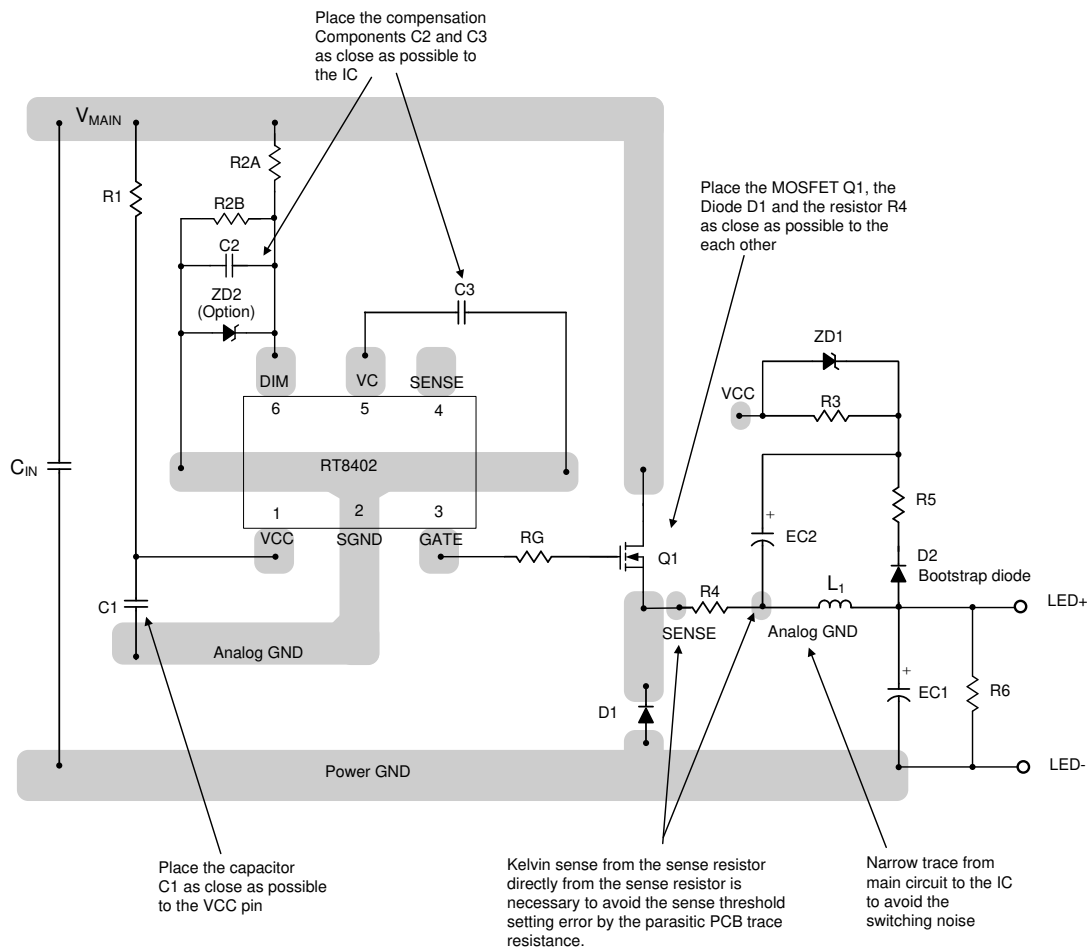 Place the compensation
Components C2 and C3
as close as possible to
the IC
VMAIN
R2A
R1
R2B
C2
ZD2
(Option)
C3
Place the MOSFET Q1, the
Diode D1 and the resistor R4
as close as possible to the
each other
ZD1
VCC
R3
DIM
VC
SENSE
6
5
4
CIN
RT8402
1
2
3
VCC
SGND
GATE
RG
Q1
+
EC2
R5
D2
Bootstrap diode
C1
R4
L1
LED+
SENSE
Analog GND
Analog GND
+
EC1
R6
D1
Power GND
LED-
Place the capacitor
C1 as close as possible
to the VCC pin
Kelvin sense from the sense resistor
directly from the sense resistor is
necessary to avoid the sense threshold
setting error by the parasitic PCB trace
resistance.
Narrow trace from
main circuit to the IC
to avoid the
switching noise